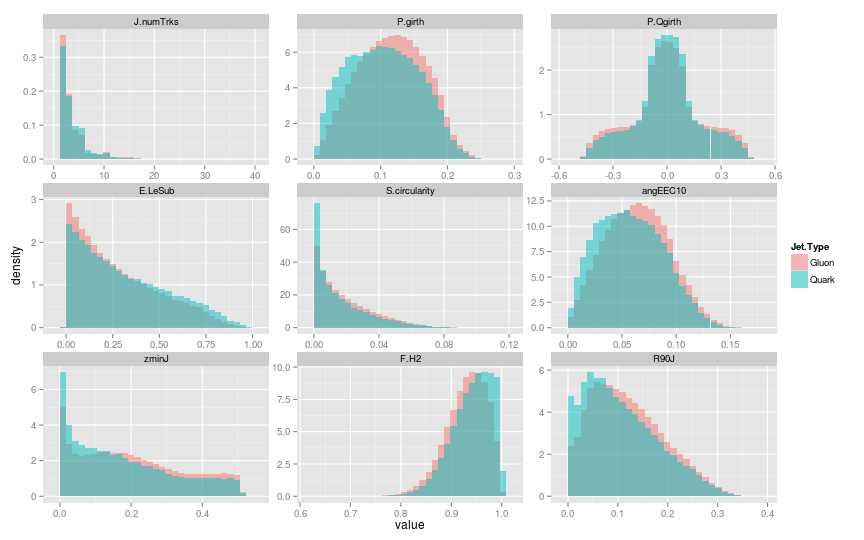 J.numTrks
P.girth
P.Qgirth
0.3
0.2
0.1
0.0
6
4
2
0
2
1
0
0 10 20 30 40
0.0 0.1 0.2 0.3
-0.6 -0.3 0.0 0.3 0.6
E.LeSub
S.circularity
angEEC10
3
2
1
0
60
40
20
0
12.5
10.0
7.5
5.0
2.5
0.0
0.00 0.25 0.50 0.75 1.00
0.00 0.04 0.08 0.12
0.00 0.05 0.10 0.15
zminJ
F.H2
R90J
6
4
2
0
10.0
7.5
5.0
2.5
0.0
6
4
2
0
0.0 0.2 0.4
0.6 0.7 0.8 0.9 1.0
0.0 0.1 0.2 0.3 0.4
density
value
Jet.Type
Gluon
Quark